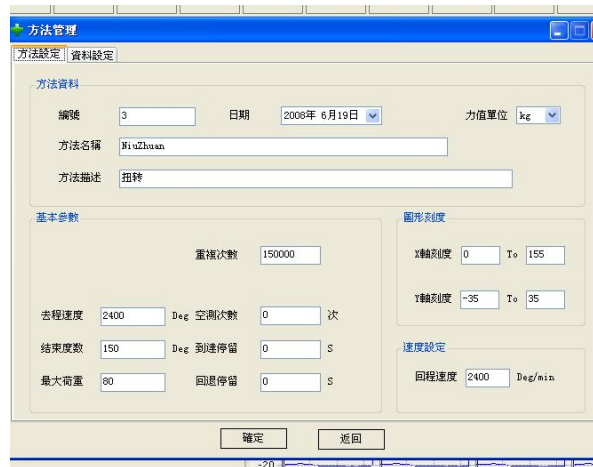 方法管理
方法設定 資料設定
方法資料
編號 3 日期 2008年 6月19日 力值單位 kg
方法名稱 NiuZhuan
方法描述 扭转
基本參數 圖形刻度
重複次數 150000 X軸刻度 0 To 155
Y軸刻度 -35 To 35
去程速度 2400 Deg 空測次數 0 次
结束度数 150 Deg 到達停留 0 S 速度設定
最大荷重 80 回退停留 0 S 回程速度 2400 Deg/min
確定 返回
-20